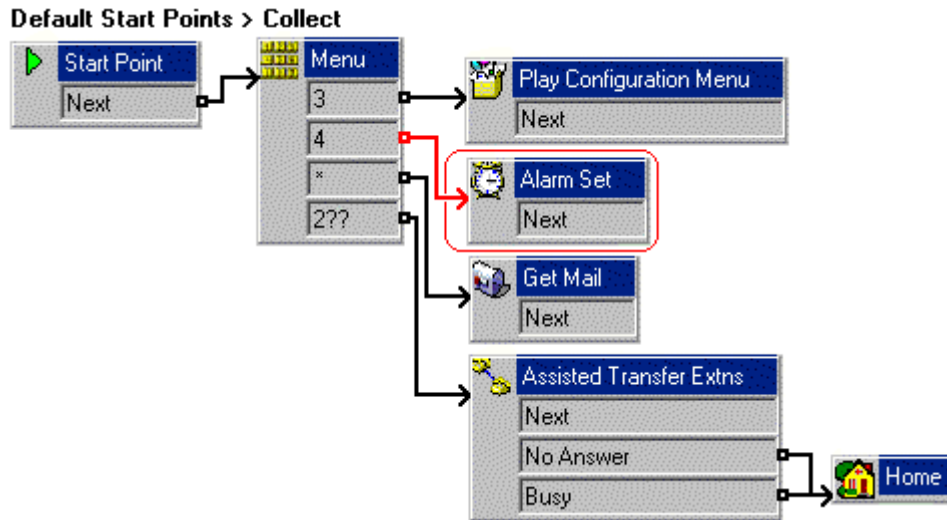 Default Start Points > Collect
Start Point
Next
Menu
3
4
*
2??
Play Configuration Menu
Next
Alarm Set
Next
Get Mail
Next
Assisted Transfer Extns
Next
No Answer
Busy
Home